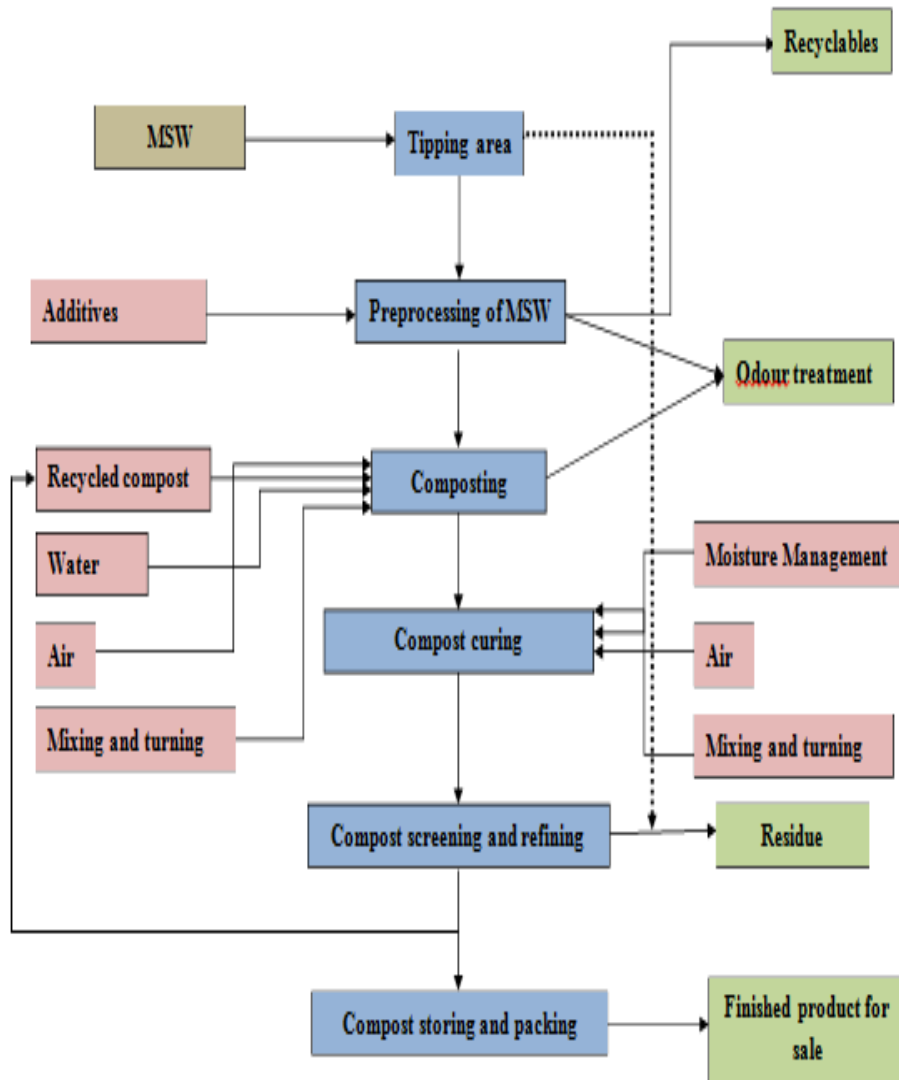 Recyclables
MSW
Tipping area
Additives
Preprocessing of MSW
Odour treatment
Recycled compost
Composting
Water
Moisture Management
Compost curing
Air
Air
Mixing and turning
Mixing and turning
Compost screening and refining
Residue
Compost storing and packing
Finished product for
sale